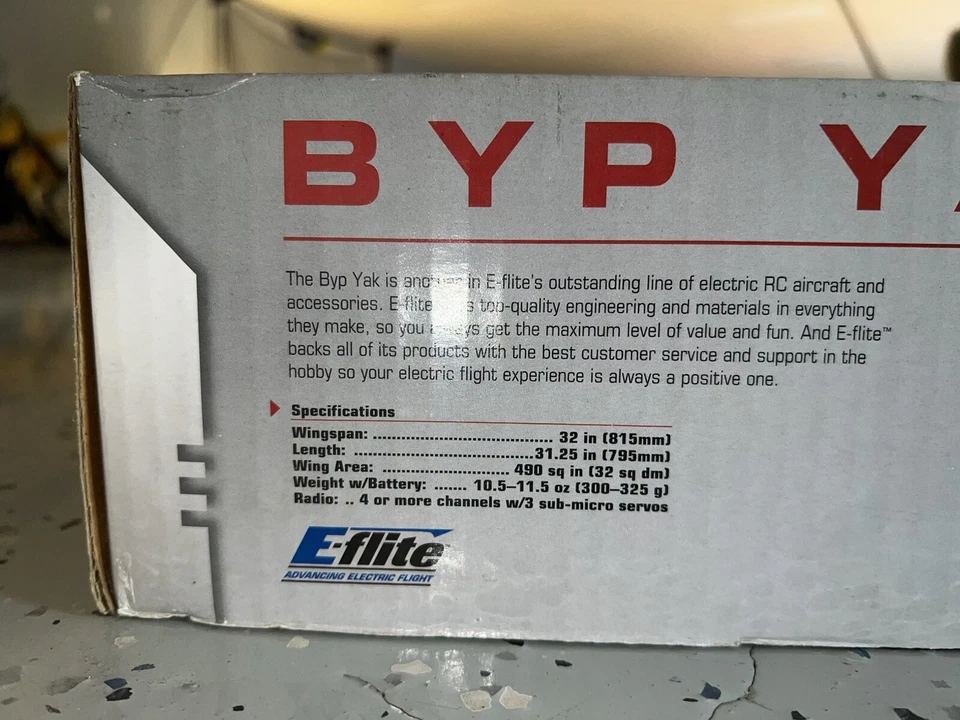 BYP Y
The Byp Yak is another in E-flite's outstanding line of electric RC aircraft and
accessories. E-flite top-quality engineering and materials in everything
they make, so you always get the maximum level of value and fun. And E-flite™
backs all of its products with the best customer service and support in the
hobby so your electric flight experience is always a positive one.
Specifications
Wingspan: ...................................... 32 in (815mm)
Length: ......................................31.25 in (795mm)
Wing Area: ........................... 490 sq in (32 sq dm)
Weight w/Battery: ....... 10.5–11.5 oz (300–325 g)
Radio: .. 4 or more channels w/3 sub-micro servos
E-flite™
ADVANCING ELECTRIC FLIGHT